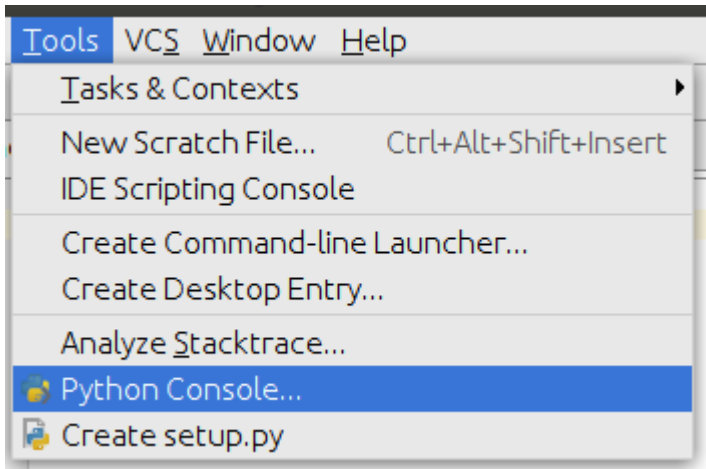 Tools VCS Window Help
Tasks & Contexts
New Scratch File... Ctrl+Alt+Shift+Insert
IDE Scripting Console
Create Command-line Launcher...
Create Desktop Entry...
Analyze Stacktrace...
Python Console...
Create setup.py